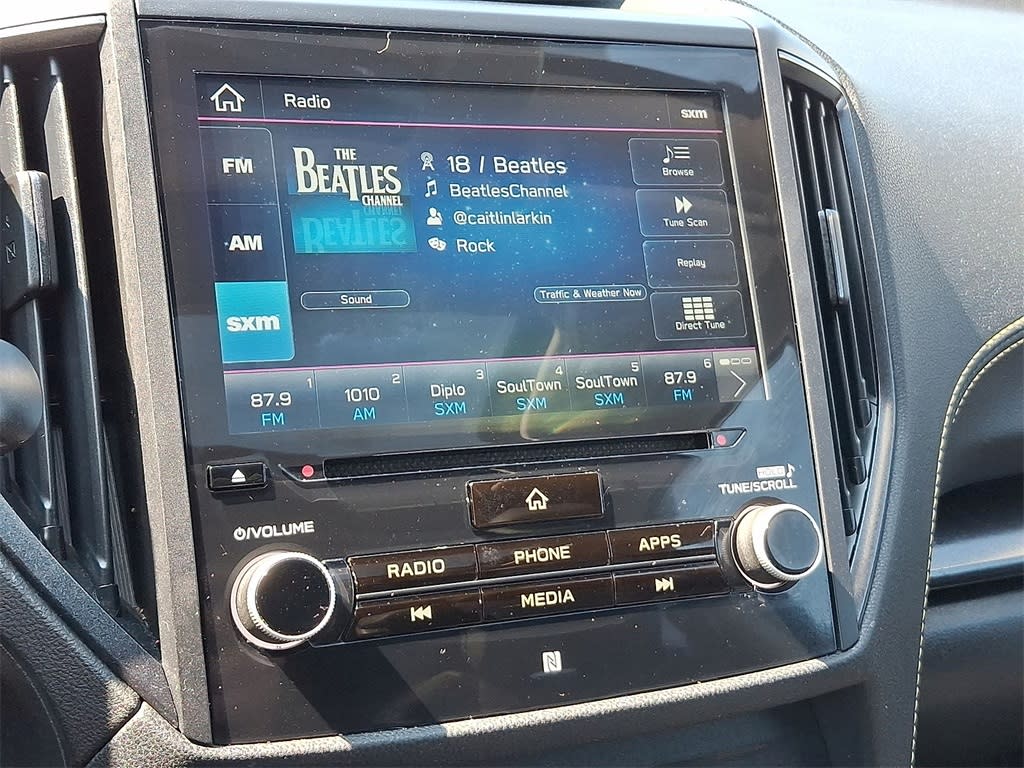 Radio
sxm
FM
AM
sxm
THE
BEATLES
CHANNEL
18 / Beatles
BeatlesChannel
@caitlinlarkin
Rock
Browse
Tune Scan
Replay
Direct Tune
Sound
Traffic & Weather Now
1
87.9
FM
2
1010
AM
3
Diplo
SXM
4
SoulTown
SXM
5
SoulTown
SXM
6
87.9
FM
/VOLUME
HOLD
TUNE/SCROLL
RADIO
PHONE
APPS
MEDIA
N